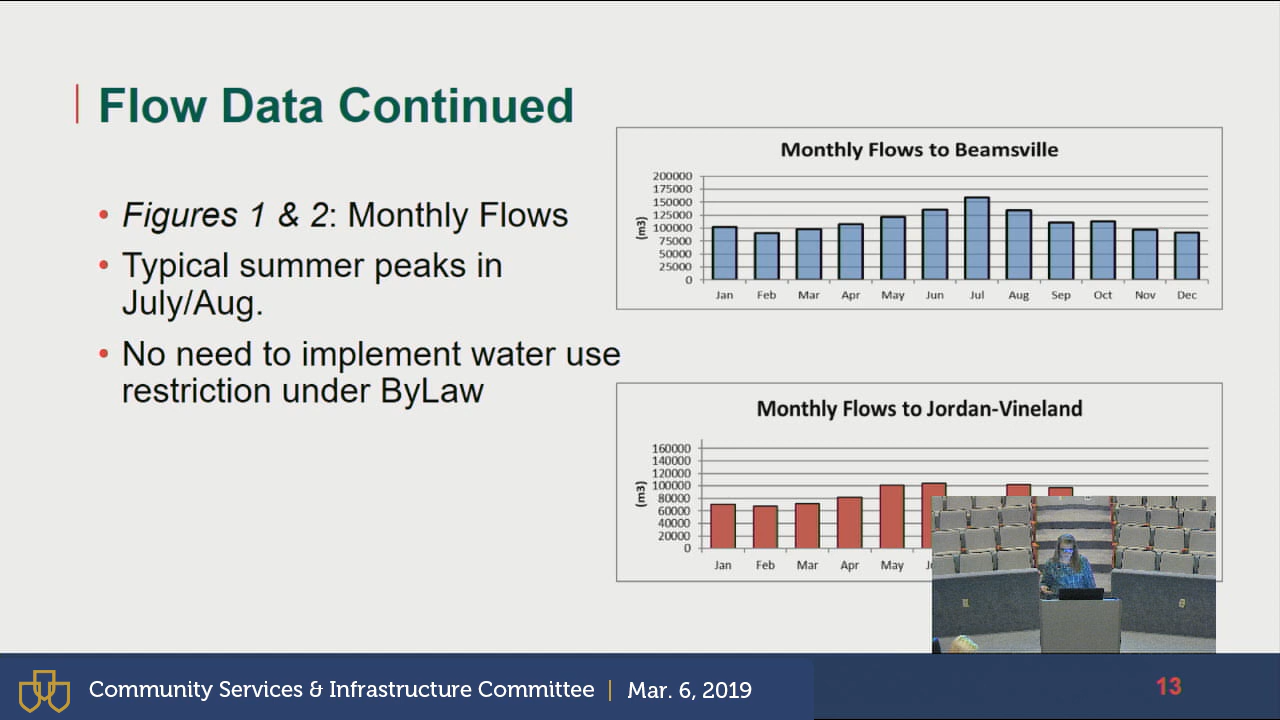 Flow Data Continued
• Figures 1 & 2: Monthly Flows
• Typical summer peaks in
July/Aug.
• No need to implement water use
restriction under ByLaw
Monthly Flows to Beamsville
200000
175000
150000
125000
100000
75000
50000
25000
0
(m3)
Jan Feb Mar Apr May Jun Jul Aug Sep Oct Nov Dec
Monthly Flows to Jordan-Vineland
160000
140000
120000
100000
80000
60000
40000
20000
0
(m3)
Jan Feb Mar Apr May
Community Services & Infrastructure Committee | Mar. 6, 2019
13